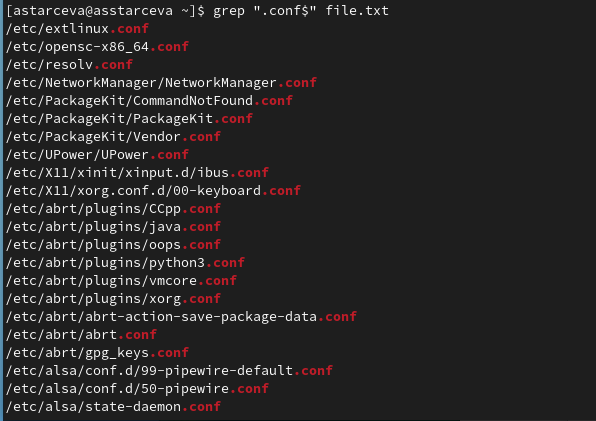 [astarceva@asstarceva ~]$ grep ".conf$" file.txt
/etc/extlinux.conf
/etc/opensc-x86_64.conf
/etc/resolv.conf
/etc/NetworkManager/NetworkManager.conf
/etc/PackageKit/CommandNotFound.conf
/etc/PackageKit/PackageKit.conf
/etc/PackageKit/Vendor.conf
/etc/UPower/UPower.conf
/etc/X11/xinit/xinput.d/ibus.conf
/etc/X11/xorg.conf.d/00-keyboard.conf
/etc/abrt/plugins/CCpp.conf
/etc/abrt/plugins/java.conf
/etc/abrt/plugins/oops.conf
/etc/abrt/plugins/python3.conf
/etc/abrt/plugins/vmcore.conf
/etc/abrt/plugins/xorg.conf
/etc/abrt/abrt-action-save-package-data.conf
/etc/abrt/abrt.conf
/etc/abrt/gpg_keys.conf
/etc/alsa/conf.d/99-pipewire-default.conf
/etc/alsa/conf.d/50-pipewire.conf
/etc/alsa/state-daemon.conf